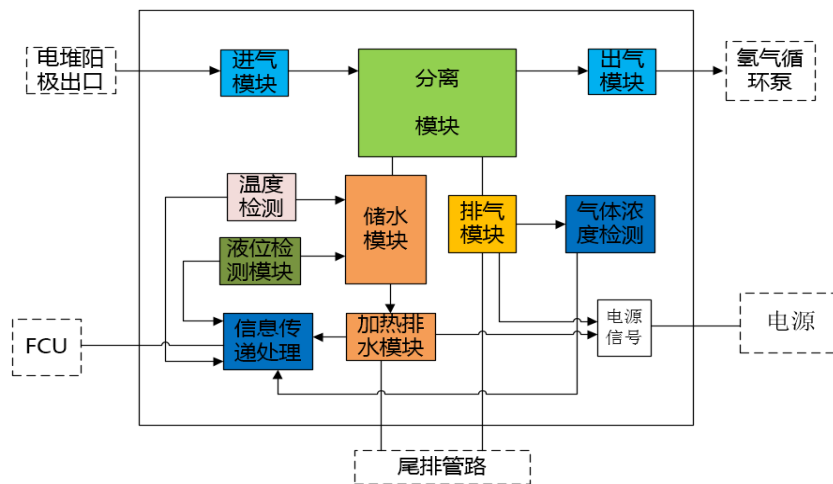 电堆阳
极出口
进气
模块
分离
模块
出气
模块
氢气循
环泵
温度
检测
储水
模块
排气
模块
气体浓
度检测
液位检
测模块
FCU
信息传
递处理
加热排
水模块
电源
信号
电源
尾排管路